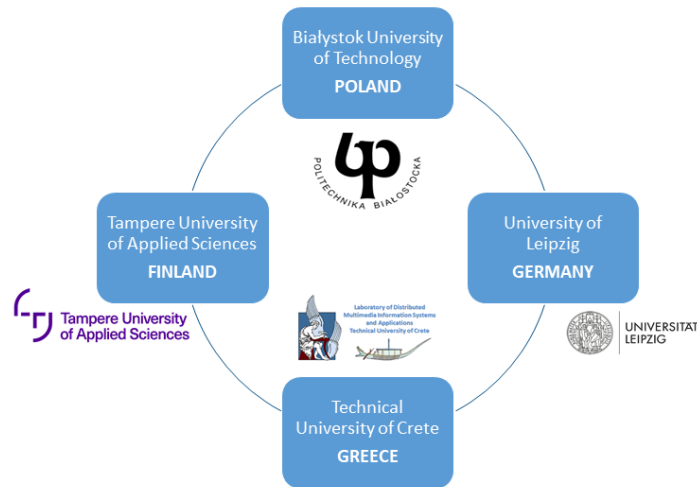 Białystok University
of Technology
POLAND
POLITECHNIKA BIAŁOSTOCKA
Tampere University
of Applied Sciences
FINLAND
University of
Leipzig
GERMANY
Tampere University
of Applied Sciences
Laboratory of Distributed
Multimedia Information Systems
and Applications
Technical University of Crete
UNIVERSITÄT
LEIPZIG
Technical
University of Crete
GREECE